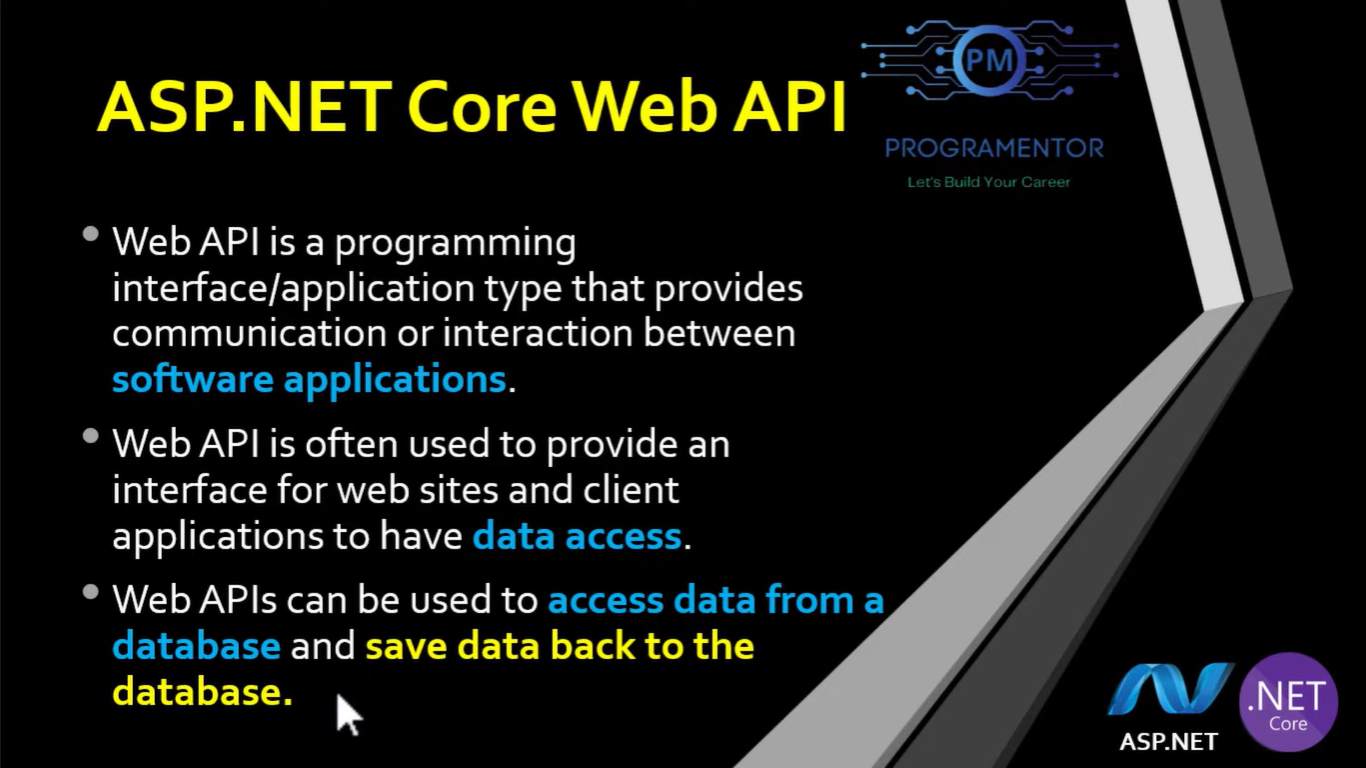 PM
ASP.NET Core Web API
PROGRAMENTOR
Let's Build Your Career
• Web API is a programming
interface/application type that provides
communication or interaction between
software applications.
• Web API is often used to provide an
interface for web sites and client
applications to have data access.
• Web APIs can be used to access data from a
database and save data back to the
database.
ASP.NET
.NET
Core